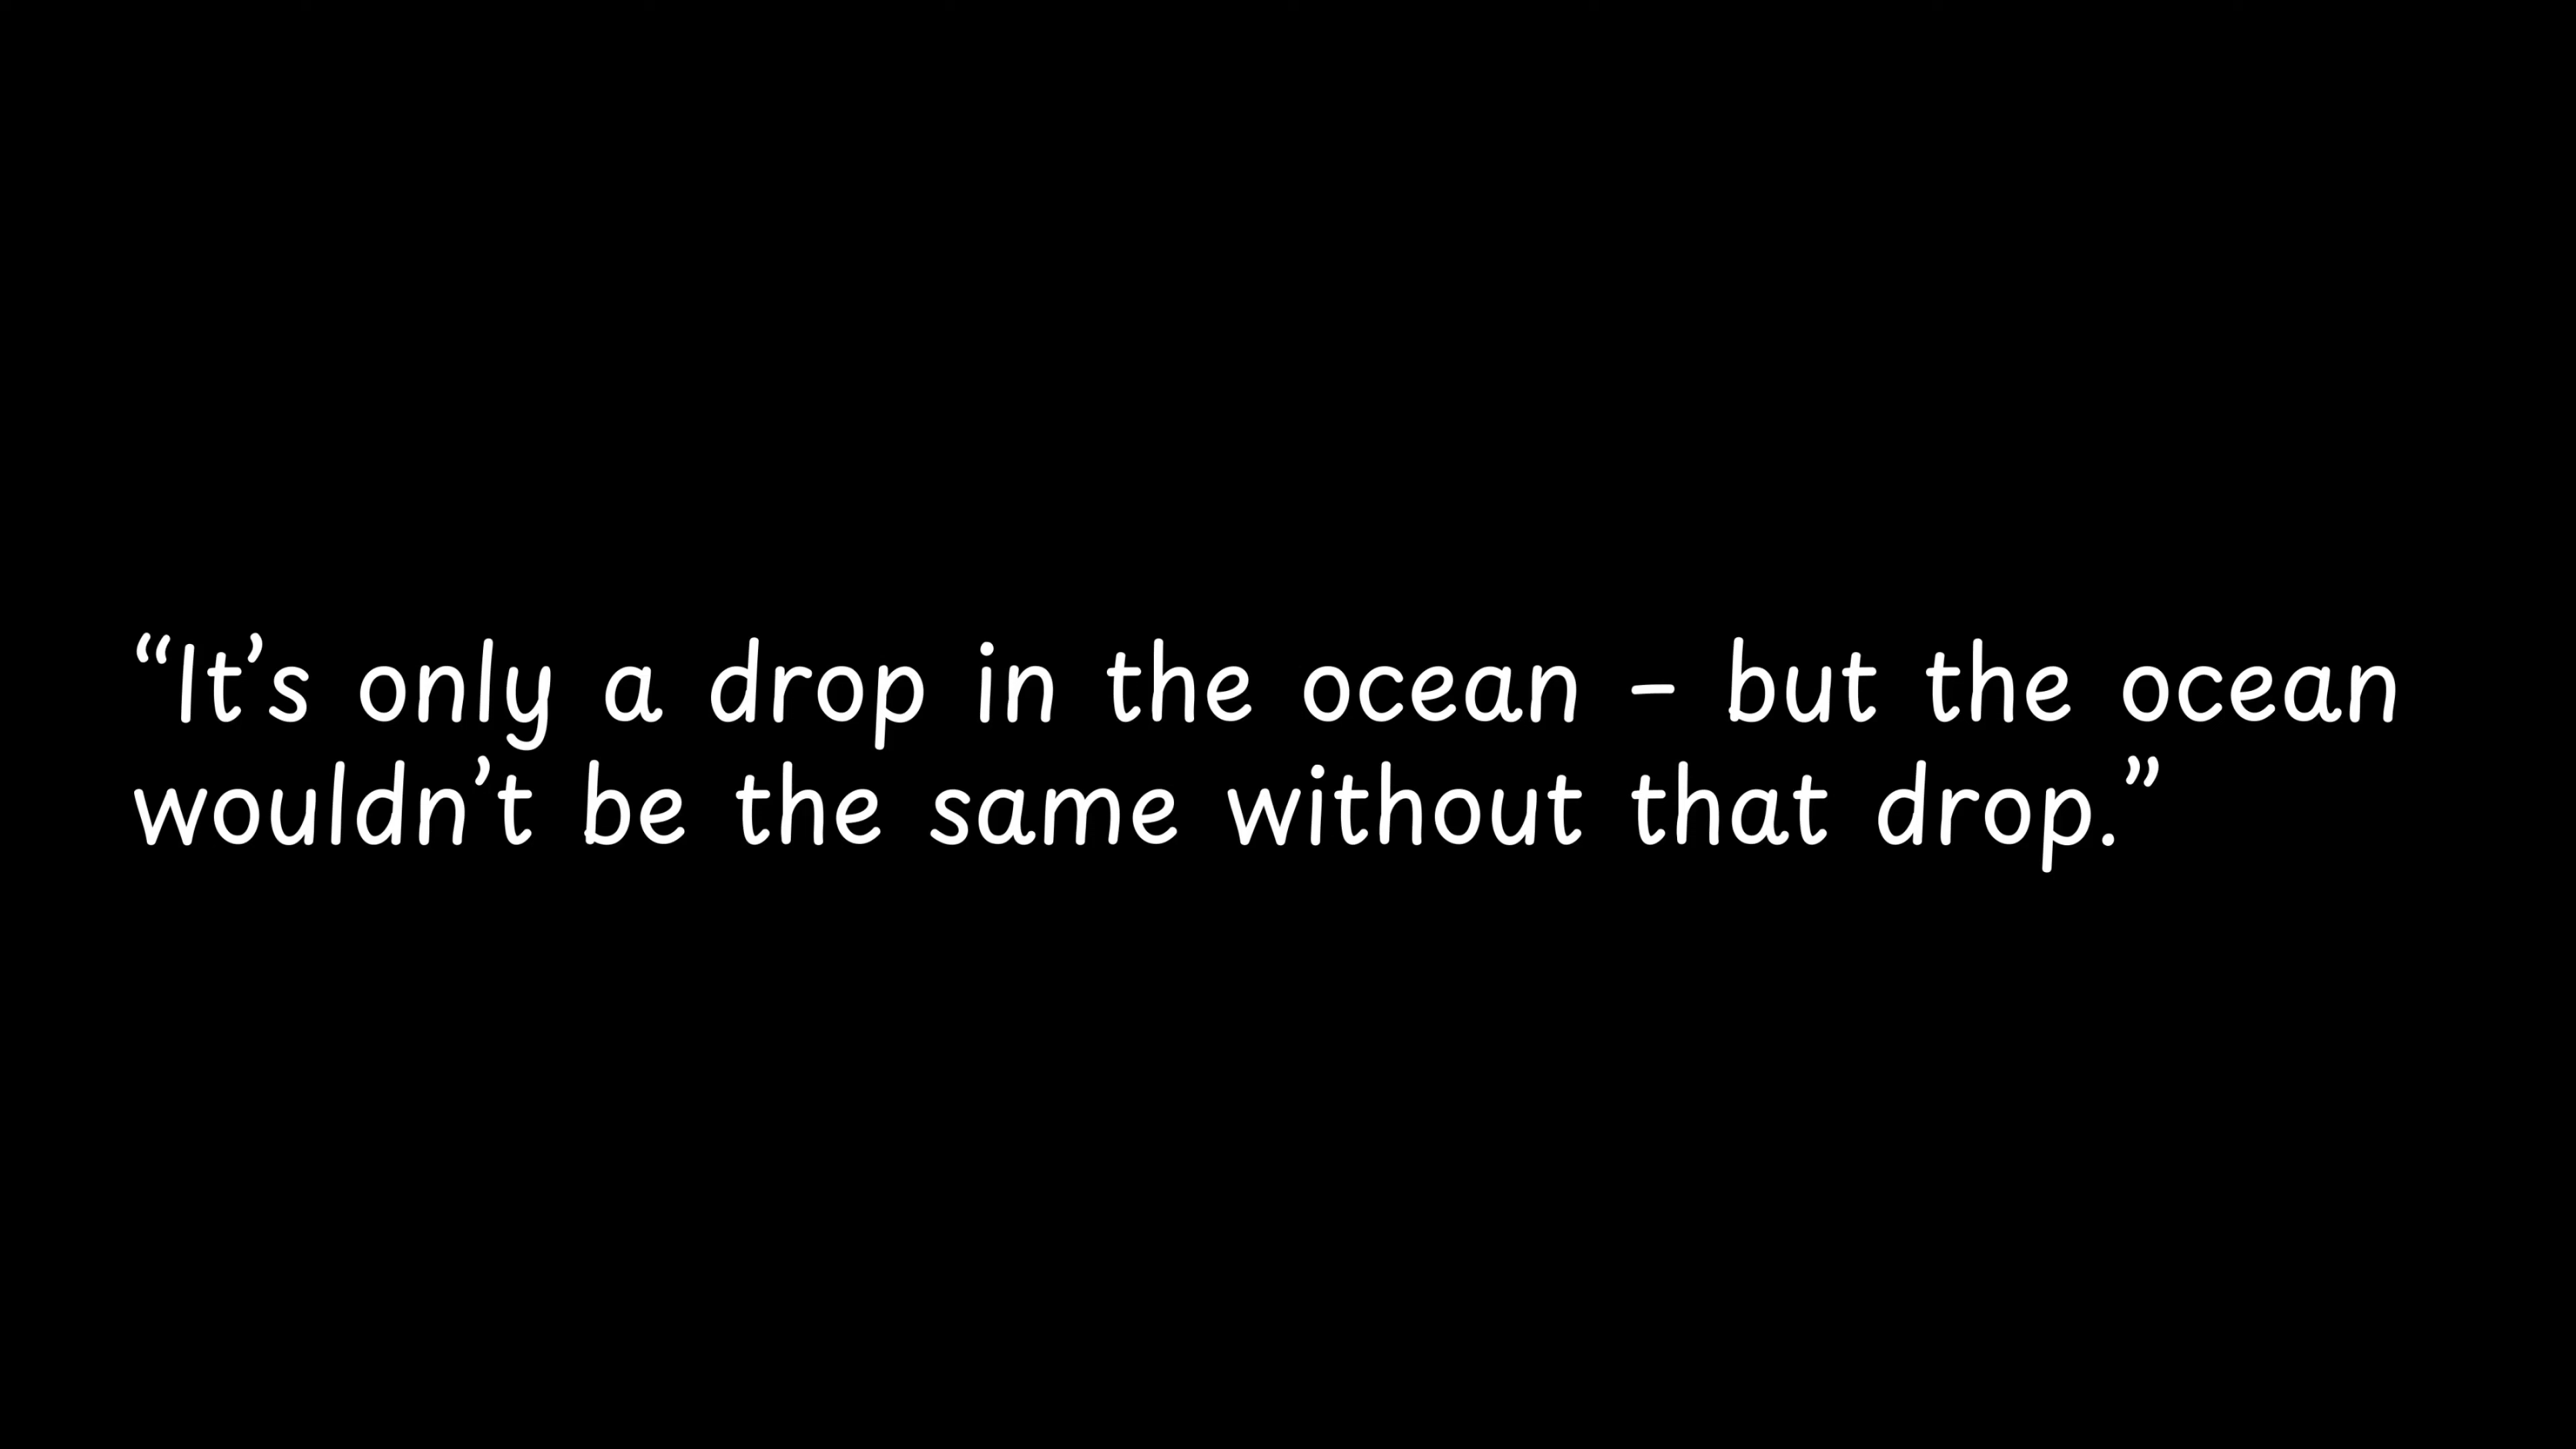 “It’s only a drop in the ocean – but the ocean
wouldn’t be the same without that drop.”